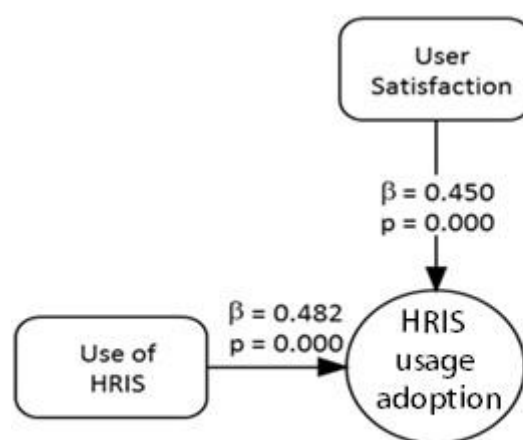 User
Satisfaction
β = 0.450
p = 0.000
β = 0.482
p = 0.000
Use of
HRIS
HRIS
usage
adoption